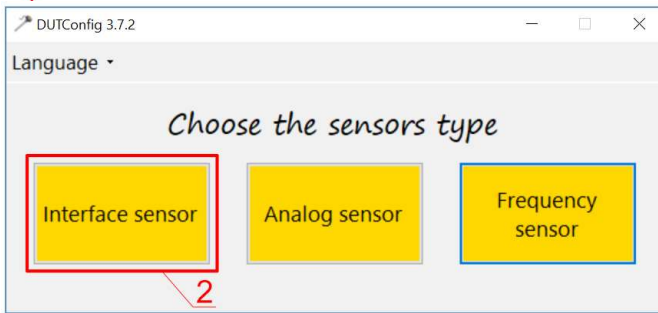 DUTConfig 3.7.2
Language
Choose the sensors type
Interface sensor
Analog sensor
Frequency
sensor
2